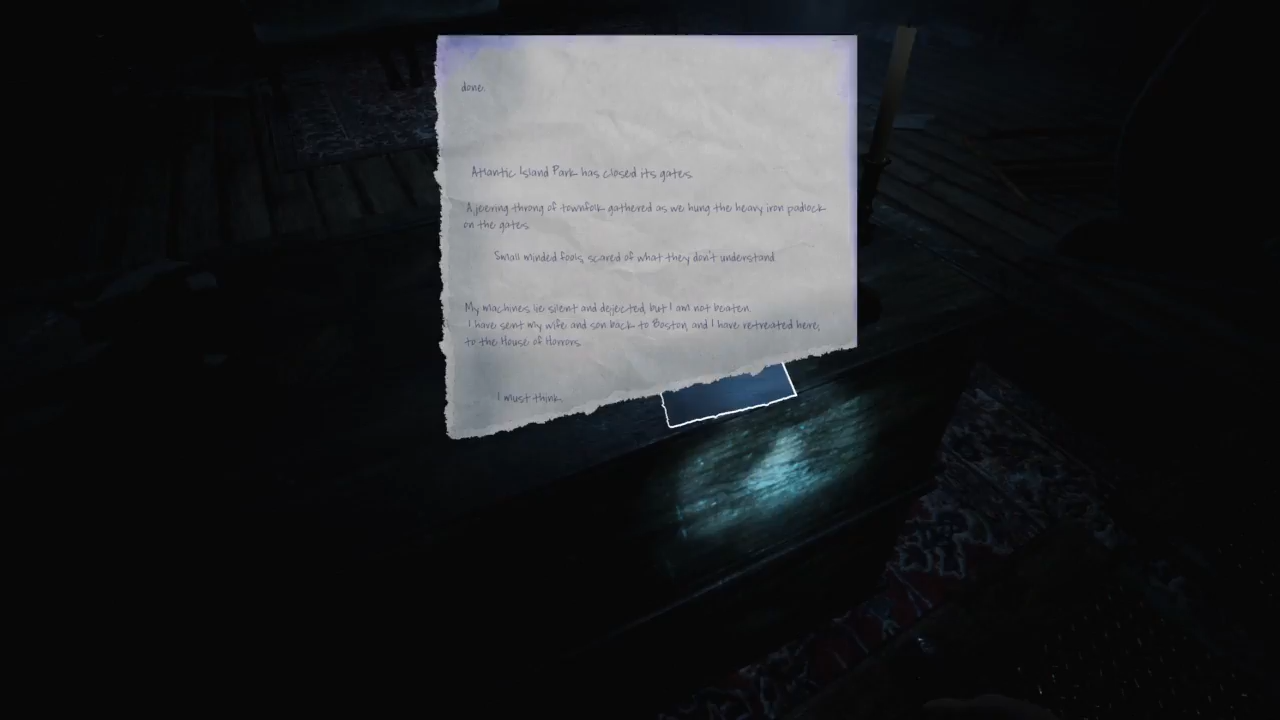 done.
Atlantic Island Park has closed its gates.
A jeering throng of townfolk gathered as we hung the heavy iron padlock
on the gates.
Small minded fools, scared of what they don't understand
My machines lie silent and dejected, but I am not beaten.
I have sent my wife and son back to Boston, and I have retreated here,
to the House of Horrors.
I must think.